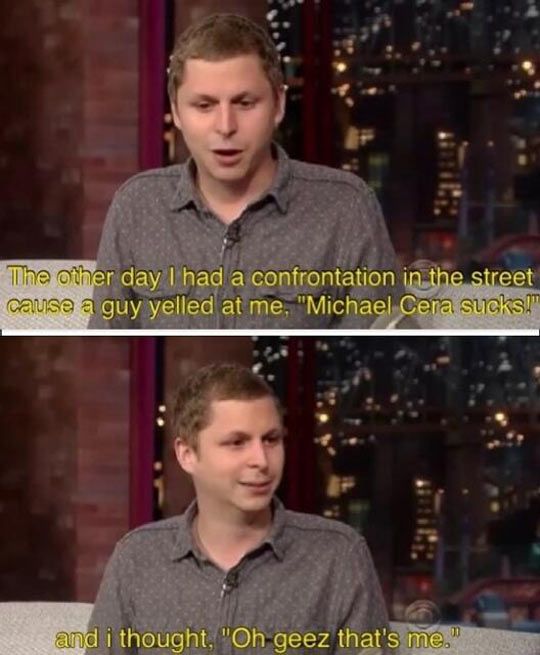 The other day I had a confrontation in the street
cause a guy yelled at me, "Michael Cera sucks!"
and i thought, "Oh geez that's me."